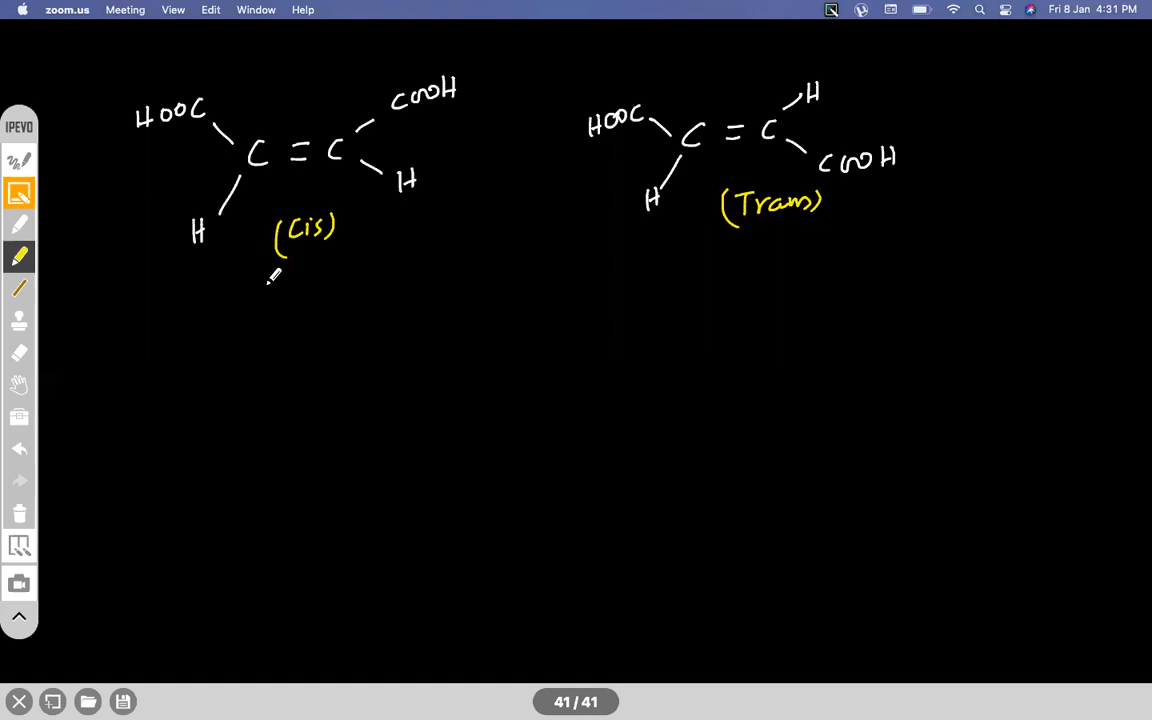 zoom.us Meeting View Edit Window Help Fri 8 Jan 4:31 PM
IPEVO
HOOC COOH
C = C
H H
(Cis)
HOOC H
C = C
H COOH
(Trans)
41 / 41